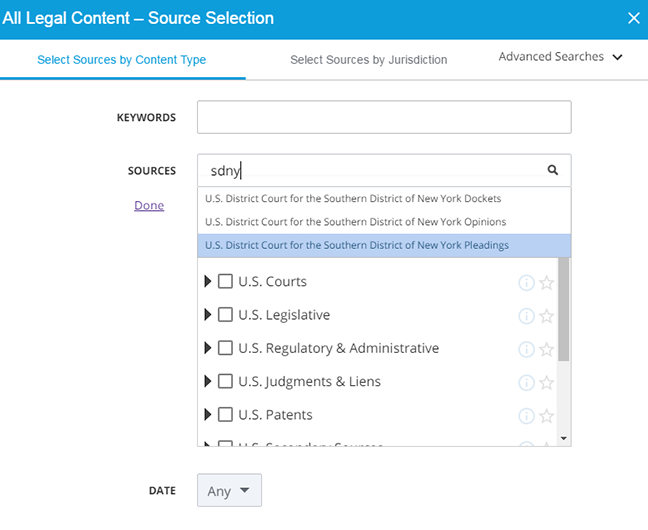 All Legal Content – Source Selection
Select Sources by Content Type
Select Sources by Jurisdiction
Advanced Searches
KEYWORDS
SOURCES
sdny
Done
U.S. District Court for the Southern District of New York Dockets
U.S. District Court for the Southern District of New York Opinions
U.S. District Court for the Southern District of New York Pleadings
U.S. Courts
U.S. Legislative
U.S. Regulatory & Administrative
U.S. Judgments & Liens
U.S. Patents
U.S. Secondary Sources
DATE
Any